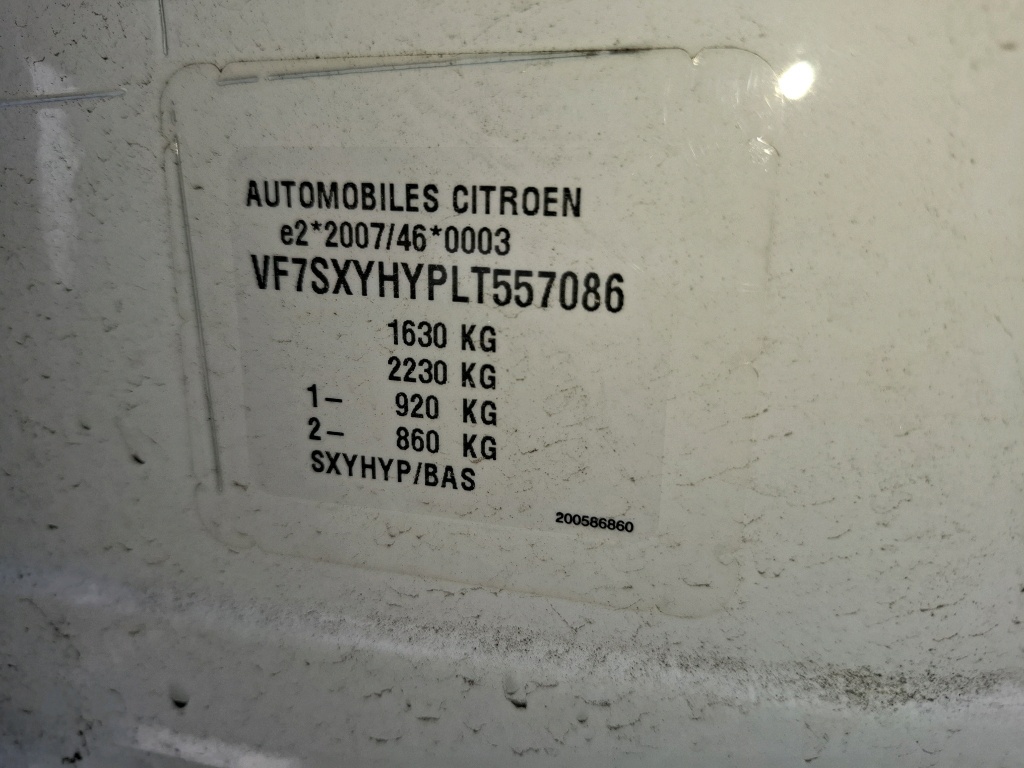 AUTOMOBILES CITROEN
e2*2007/46*0003
VF7SXYHYPLT557086
1630 KG
2230 KG
1– 920 KG
2– 860 KG
SXYHYP/BAS
200586860